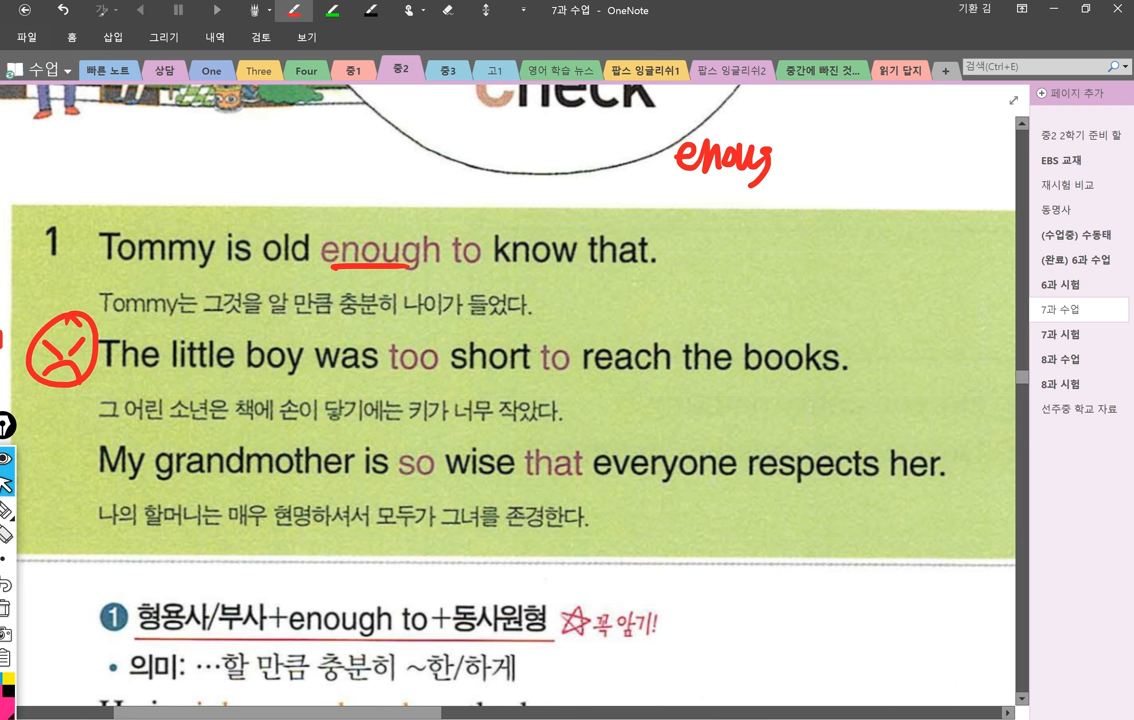 7과 수업 - OneNote
기환 김
파일 홈 삽입 그리기 내역 검토 보기
수업 빠른 노트 상담 One Three Four 중1 중2 중3 고1 영어 학습 뉴스 팝스 잉글리쉬1 팝스 잉글리쉬2 중간에 빠진 것... 읽기 답지 + 검색(Ctrl+E)
페이지 추가
중2 2학기 준비 할
EBS 교재
재시험 비교
동명사
(수업중) 수동태
(완료) 6과 수업
6과 시험
7과 수업
7과 시험
8과 수업
8과 시험
선주중 학교 자료
Check
enoug
1 Tommy is old enough to know that.
Tommy는 그것을 알 만큼 충분히 나이가 들었다.
The little boy was too short to reach the books.
그 어린 소년은 책에 손이 닿기에는 키가 너무 작았다.
My grandmother is so wise that everyone respects her.
나의 할머니는 매우 현명하셔서 모두가 그녀를 존경한다.
1 형용사/부사+enough to+동사원형 ☆꼭 암기!
• 의미: …할 만큼 충분히 ~한/하게